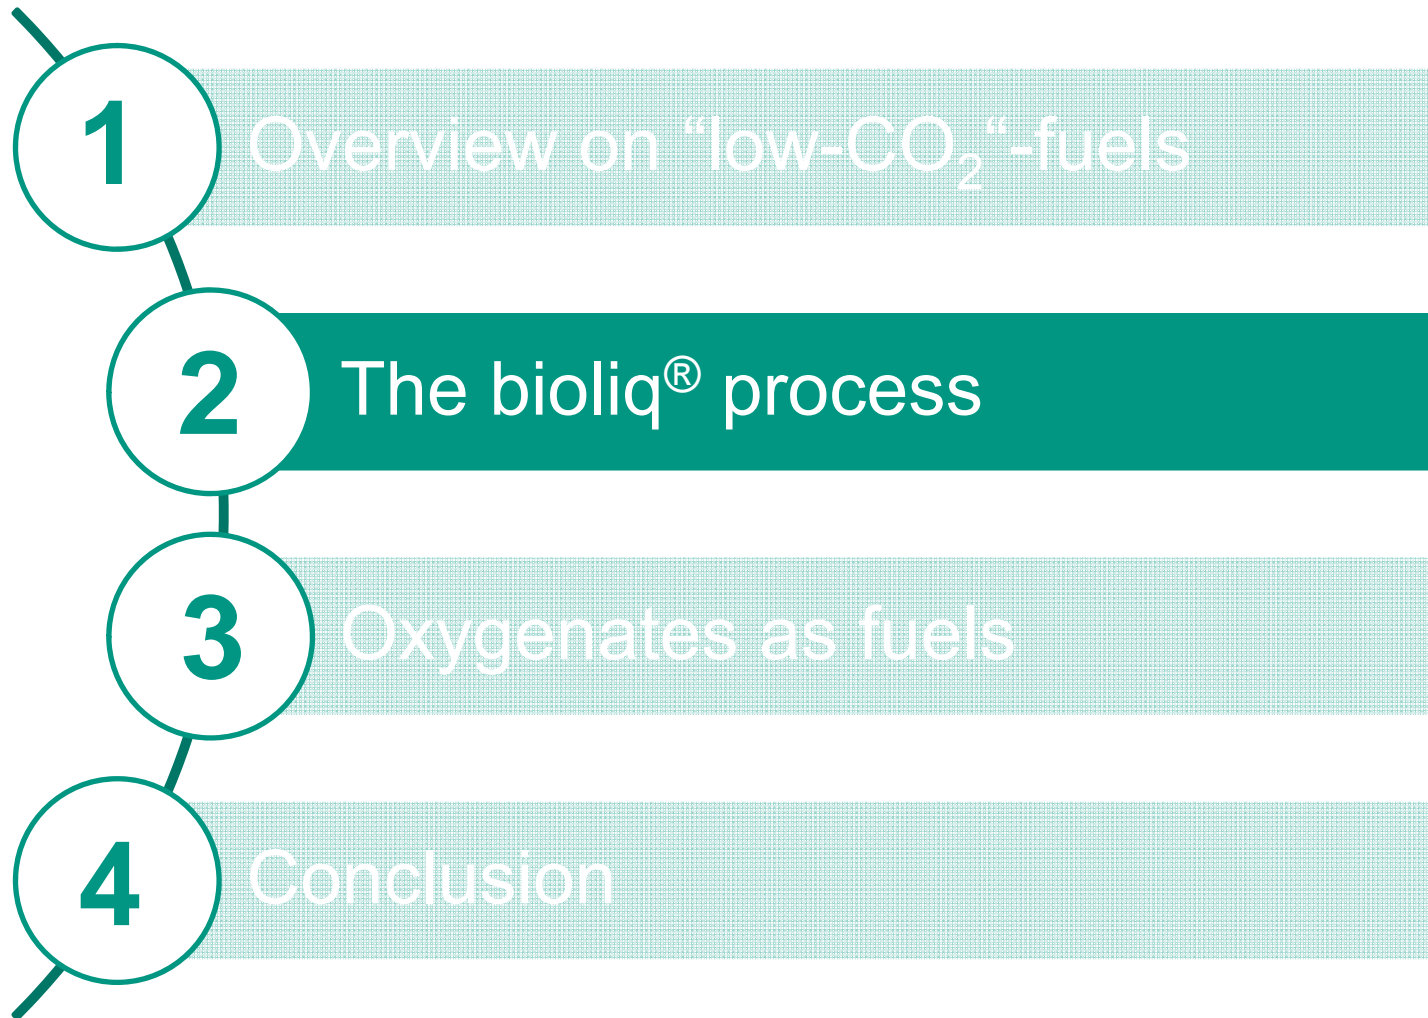 1
Overview on “low-CO₂“-fuels
2
The bioliq® process
3
Oxygenates as fuels
4
Conclusion